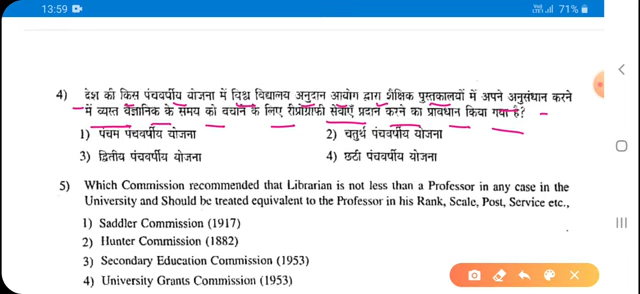 13:59
71%
4) देश की किस पंचवर्षीय योजना में विश्व विद्यालय अनुदान आयोग द्वारा शैक्षिक पुस्तकालयों में अपने अनुसंधान करने
में व्यस्त वैज्ञानिक के समय को बचाने के लिए रीप्रोग्राफी सेवाएँ प्रदान करने का प्रावधान किया गया है?
1) पंचम पंचवर्षीय योजना 2) चतुर्थ पंचवर्षीय योजना
3) द्वितीय पंचवर्षीय योजना 4) छठी पंचवर्षीय योजना
5) Which Commission recommended that Librarian is not less than a Professor in any case in the
University and Should be treated equivalent to the Professor in his Rank, Scale, Post, Service etc.,
1) Saddler Commission (1917)
2) Hunter Commission (1882)
3) Secondary Education Commission (1953)
4) University Grants Commission (1953)